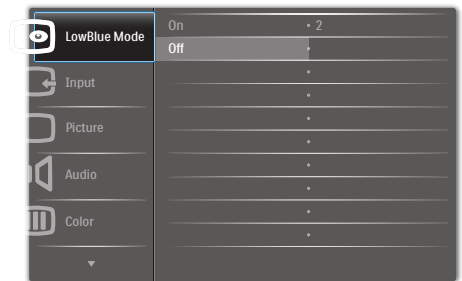 LowBlue Mode
On • 2
Off •
Input
Picture
Audio
Color